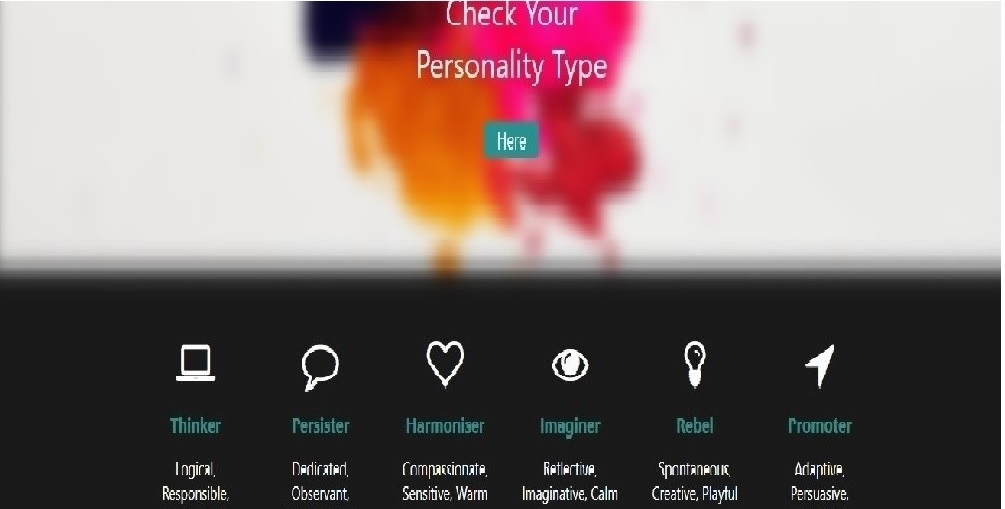 Check Your
Personality Type
Here
Thinker Persister Harmoniser Imaginer Rebel Promoter
Logical, Dedicated, Compassionate, Reflective, Spontaneous, Adaptive,
Responsible, Observant, Sensitive, Warm Imaginative, Calm Creative, Playful Persuasive,